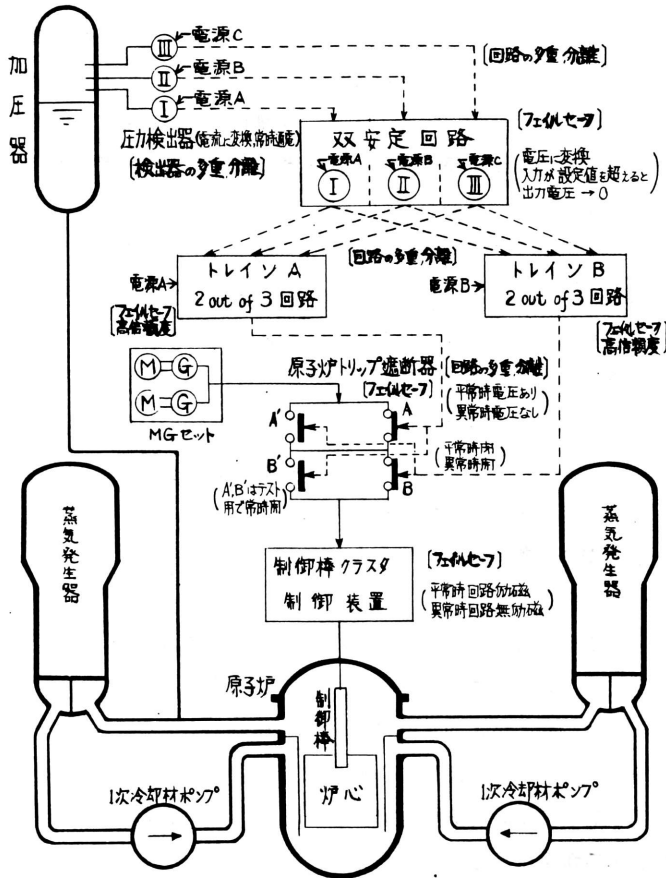 電源C
III
電源B
II
電源A
I
加圧器
圧力検出器(電流に変換,常時通電)
[検出器の多重,分離]
[回路の多重,分離]
双安定回路
電源A
電源B
電源C
I
II
III
[フェイルセーフ]
(電圧に変換
入力が設定値を超えると
出力電圧→0)
トレイン A
2 out of 3 回路
電源A→
[フェイルセーフ
高信頼度]
[回路の多重,分離]
トレイン B
2 out of 3 回路
電源B→
[フェイルセーフ
高信頼度]
M G
M G
MGセット
原子炉トリップ遮断器
[フェイルセーフ]
[回路の多重,分離]
(平常時電圧あり
異常時電圧なし)
A'
A
B'
B
(平常時閉
異常時開)
(A',B'はテスト
用で常時開)
制御棒クラスタ
制御装置
[フェイルセーフ]
(平常時回路励磁
異常時回路無励磁)
蒸気発生器
蒸気発生器
原子炉
制御棒
炉心
1次冷却材ポンプ
1次冷却材ポンプ